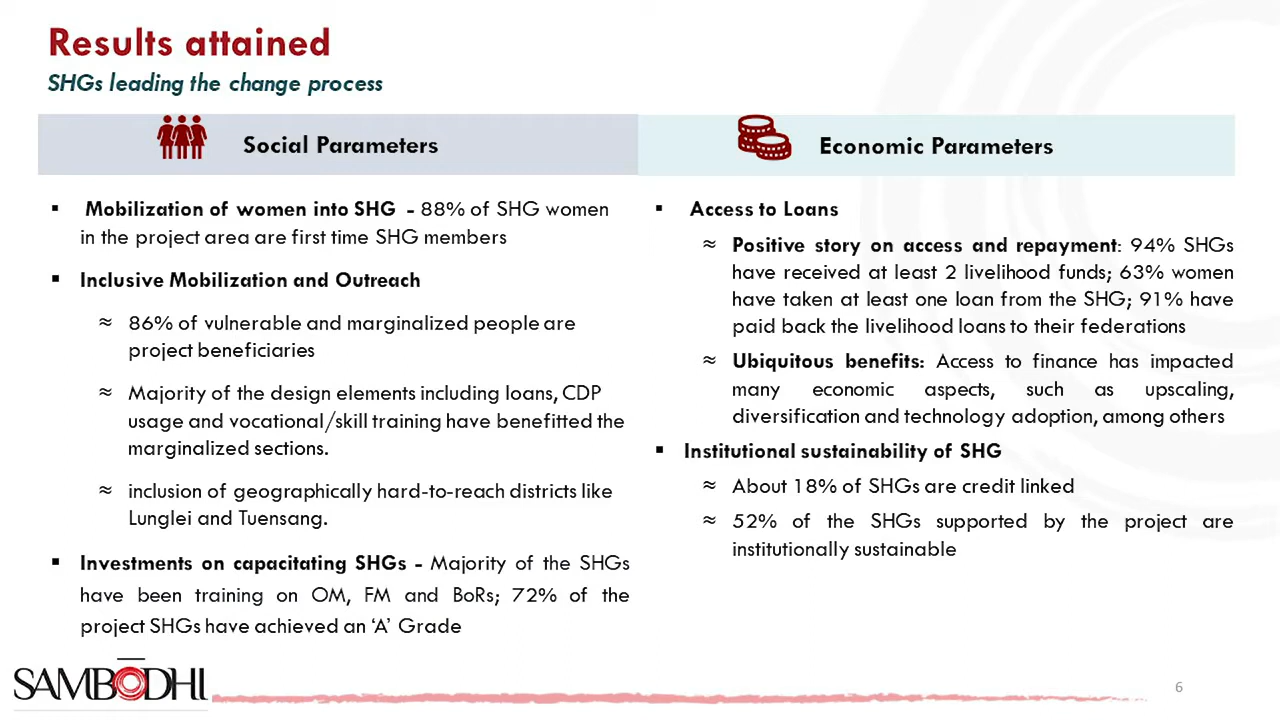 Results attained
SHGs leading the change process
Social Parameters
▪ Mobilization of women into SHG - 88% of SHG women
in the project area are first time SHG members
▪ Inclusive Mobilization and Outreach
≈ 86% of vulnerable and marginalized people are
project beneficiaries
≈ Majority of the design elements including loans, CDP
usage and vocational/skill training have benefitted the
marginalized sections.
≈ inclusion of geographically hard-to-reach districts like
Lunglei and Tuensang.
▪ Investments on capacitating SHGs - Majority of the SHGs
have been training on OM, FM and BoRs; 72% of the
project SHGs have achieved an ‘A’ Grade
Economic Parameters
▪ Access to Loans
≈ Positive story on access and repayment: 94% SHGs
have received at least 2 livelihood funds; 63% women
have taken at least one loan from the SHG; 91% have
paid back the livelihood loans to their federations
≈ Ubiquitous benefits: Access to finance has impacted
many economic aspects, such as upscaling,
diversification and technology adoption, among others
▪ Institutional sustainability of SHG
≈ About 18% of SHGs are credit linked
≈ 52% of the SHGs supported by the project are
institutionally sustainable
SAMBŌDHI
6